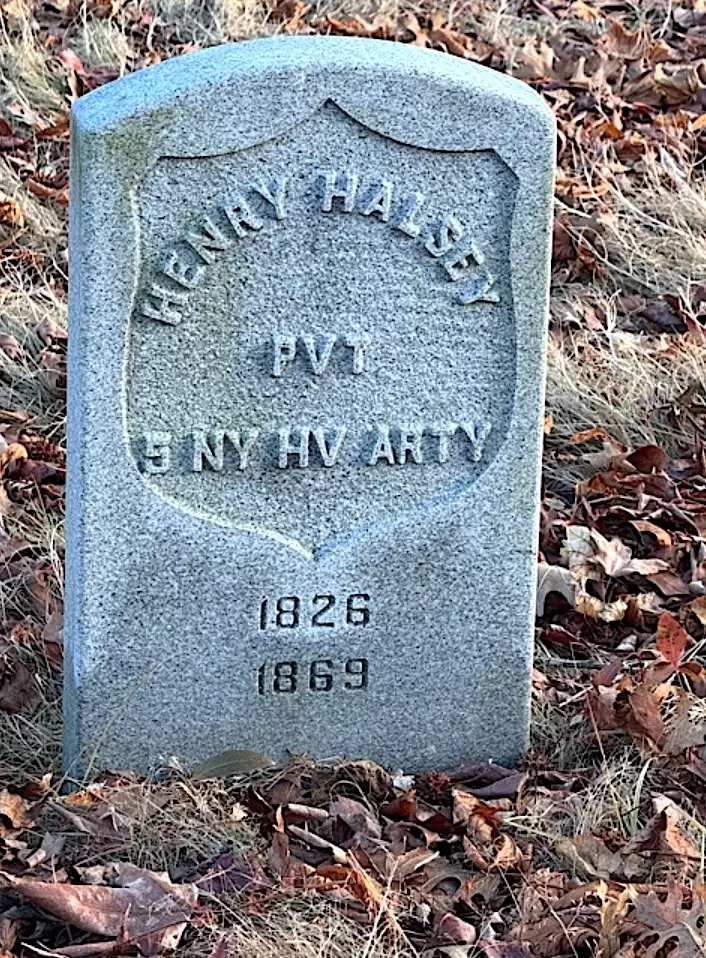 HENRY HALSEY
PVT
5 NY HV ARTY
1826
1869